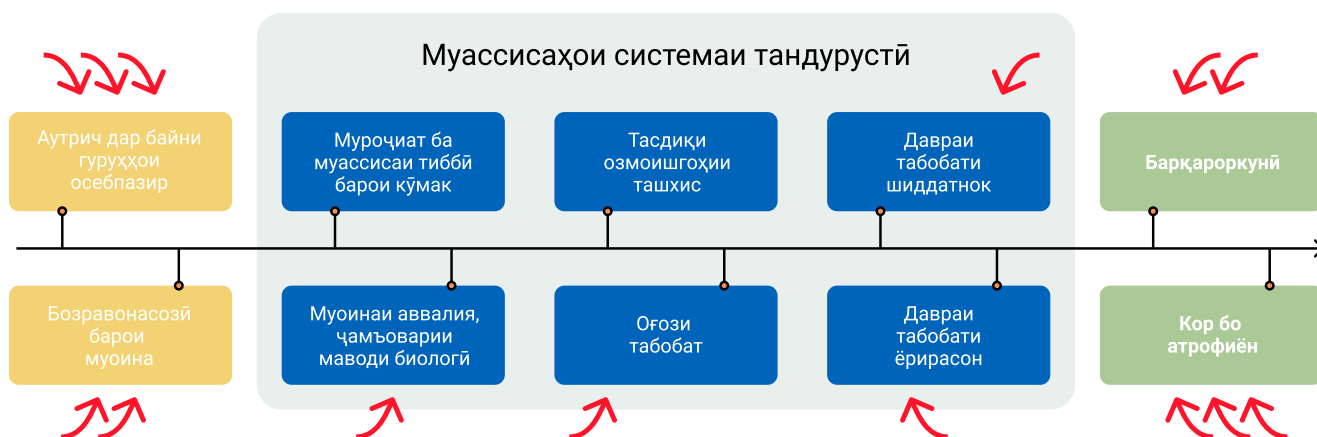 Муассисаҳои системаи тандурустӣ
Аутрич дар байни
гуруҳҳои
осебпазир
Муроҷиат ба
муассисаи тиббӣ
барои кӯмак
Тасдиқи
озмоишгоҳии
ташхис
Давраи
табобати
шиддатнок
Барқароркунӣ
Бозравонасозӣ
барои
муоина
Муоинаи аввалия,
ҷамъоварии
маводи биологӣ
Оғози
табобат
Давраи
табобати
ёрирасон
Кор бо
атрофиён